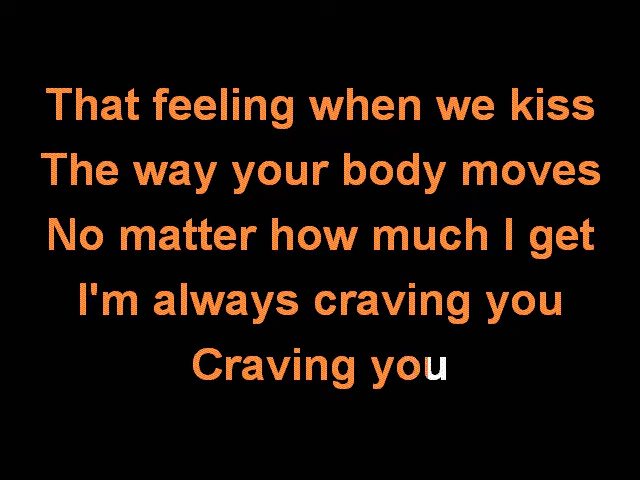 That feeling when we kiss
The way your body moves
No matter how much I get
I'm always craving you
Craving you